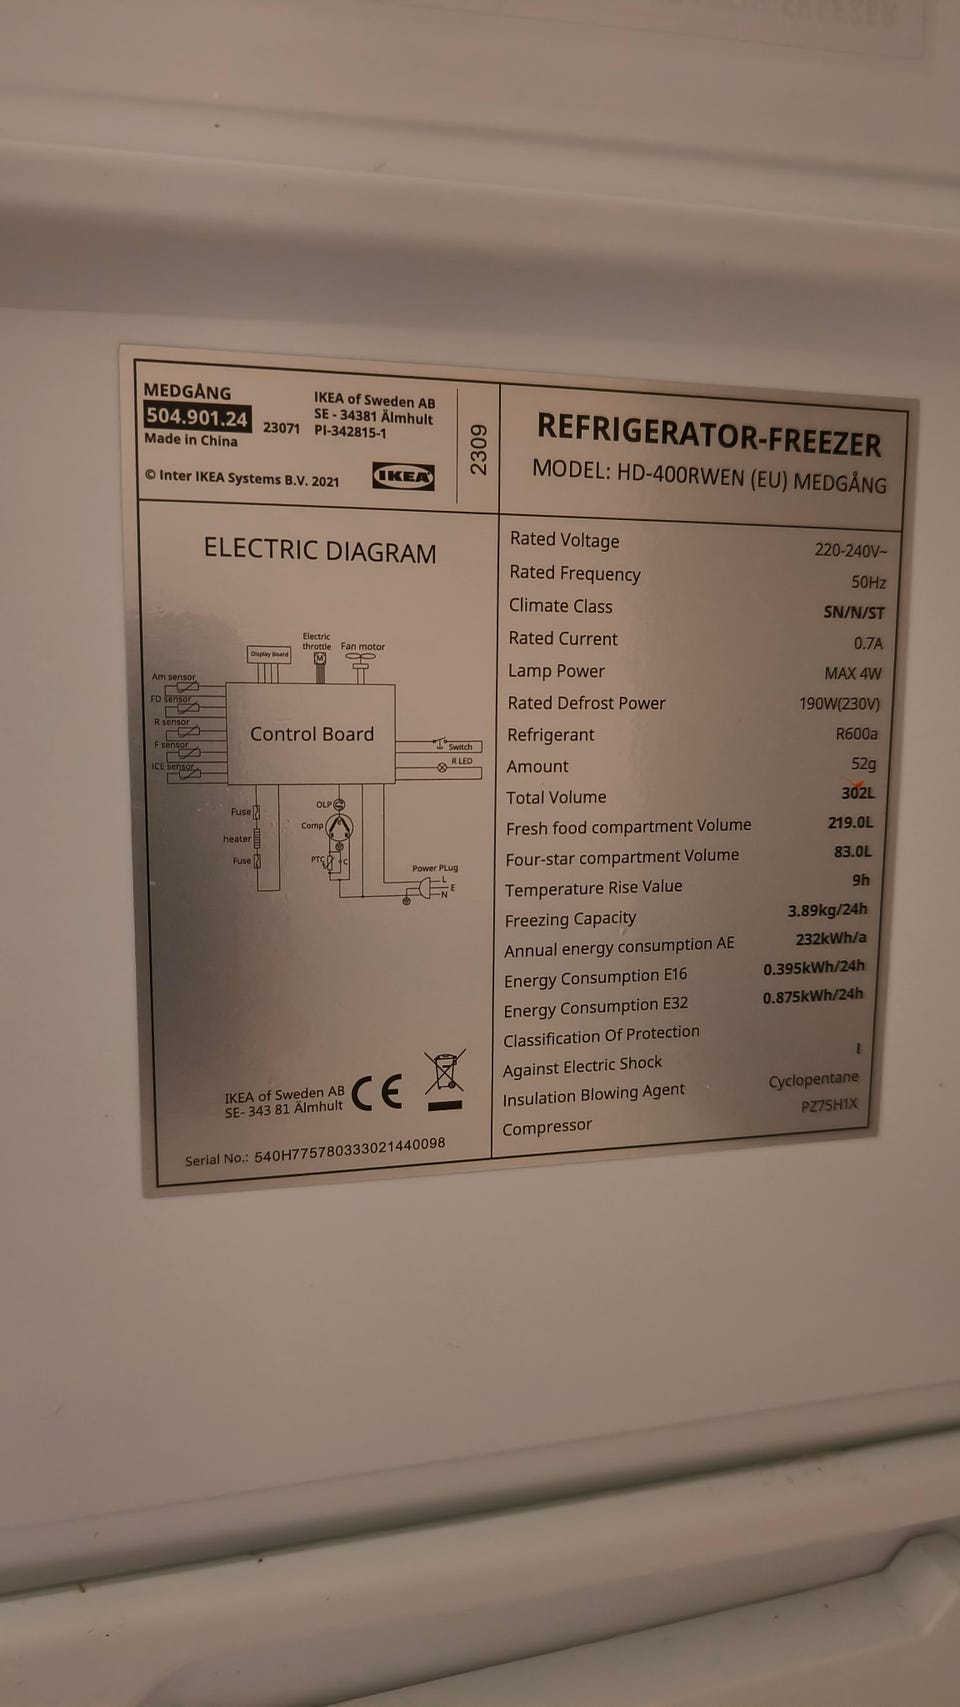 MEDGÅNG
504.901.24
Made in China
23071
IKEA of Sweden AB
SE - 34381 Älmhult
PI-342815-1
© Inter IKEA Systems B.V. 2021
IKEA
2309
REFRIGERATOR-FREEZER
MODEL: HD-400RWEN (EU) MEDGÅNG
ELECTRIC DIAGRAM
Display Board
Electric
throttle
M
Fan motor
Am sensor
FD sensor
R sensor
F sensor
ICE sensor
Control Board
Switch
R LED
Fuse
heater
Fuse
OLP
Comp
PTC
C
Power PLug
L
E
N
IKEA of Sweden AB
SE- 343 81 Älmhult
CE
Serial No.: 540H775780333021440098
Rated Voltage 220-240V~
Rated Frequency 50Hz
Climate Class SN/N/ST
Rated Current 0.7A
Lamp Power MAX 4W
Rated Defrost Power 190W(230V)
Refrigerant R600a
Amount 52g
Total Volume 302L
Fresh food compartment Volume 219.0L
Four-star compartment Volume 83.0L
Temperature Rise Value 9h
Freezing Capacity 3.89kg/24h
Annual energy consumption AE 232kWh/a
Energy Consumption E16 0.395kWh/24h
Energy Consumption E32 0.875kWh/24h
Classification Of Protection
Against Electric Shock I
Insulation Blowing Agent Cyclopentane
Compressor PZ75H1X